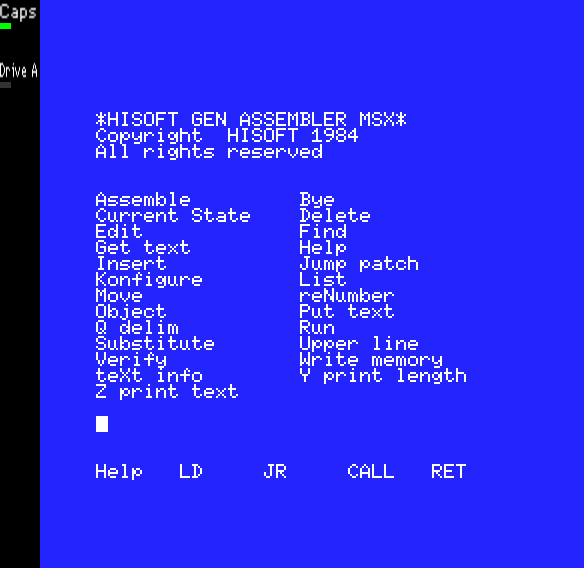 Caps
Drive A
*HISOFT GEN ASSEMBLER MSX*
Copyright  HISOFT 1984
All rights reserved
Assemble Bye
Current State Delete
Edit Find
Get text Help
Insert Jump patch
Konfigure List
Move reNumber
Object Put text
Q delim Run
Substitute Upper line
Verify Write memory
teXt info Y print length
Z print text
Help LD JR CALL RET